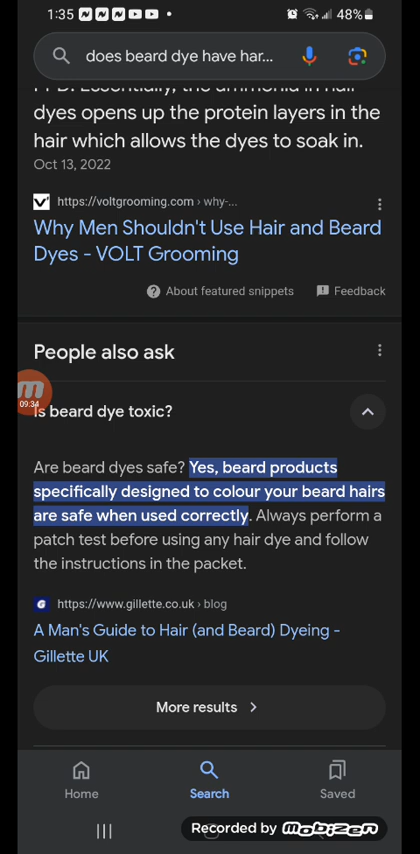 1:35
48%
does beard dye have har...
dyes opens up the protein layers in the
hair which allows the dyes to soak in.
Oct 13, 2022
https://voltgrooming.com › why-...
Why Men Shouldn't Use Hair and Beard
Dyes - VOLT Grooming
About featured snippets
Feedback
People also ask
09:34
Is beard dye toxic?
Are beard dyes safe? Yes, beard products
specifically designed to colour your beard hairs
are safe when used correctly. Always perform a
patch test before using any hair dye and follow
the instructions in the packet.
https://www.gillette.co.uk › blog
A Man's Guide to Hair (and Beard) Dyeing -
Gillette UK
More results
Home
Search
Saved
Recorded by mobizen